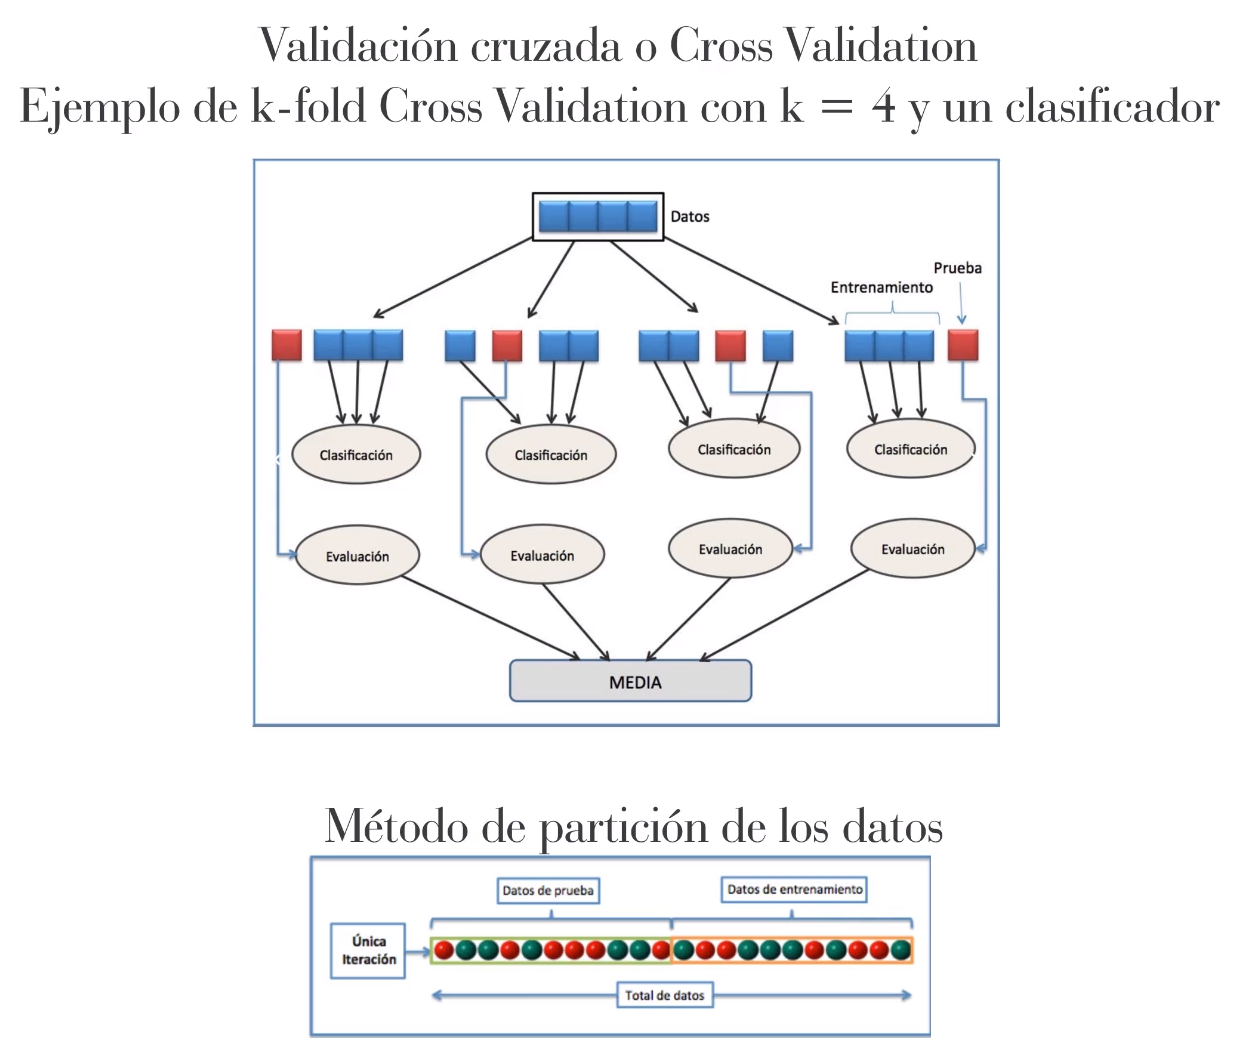 Validación cruzada o Cross Validation
Ejemplo de k-fold Cross Validation con k = 4 y un clasificador
Datos
Prueba
Entrenamiento
Clasificación
Clasificación
Clasificación
Clasificación
Evaluación
Evaluación
Evaluación
Evaluación
MEDIA
Método de partición de los datos
Datos de prueba
Datos de entrenamiento
Única
Iteración
Total de datos